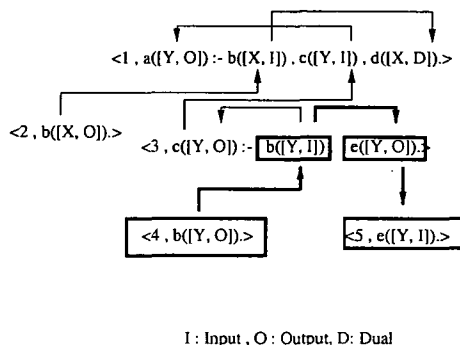 <1 , a([Y, O]) :- b([X, I]) , c([Y, I]) , d([X, D]).>
<2 , b([X, O]).> <3 , c([Y, O]) :- b([Y, I]) e([Y, O]).>
<4 , b([Y, O]).> <5 , e([Y, I]).>
I : Input , O : Output, D: Dual